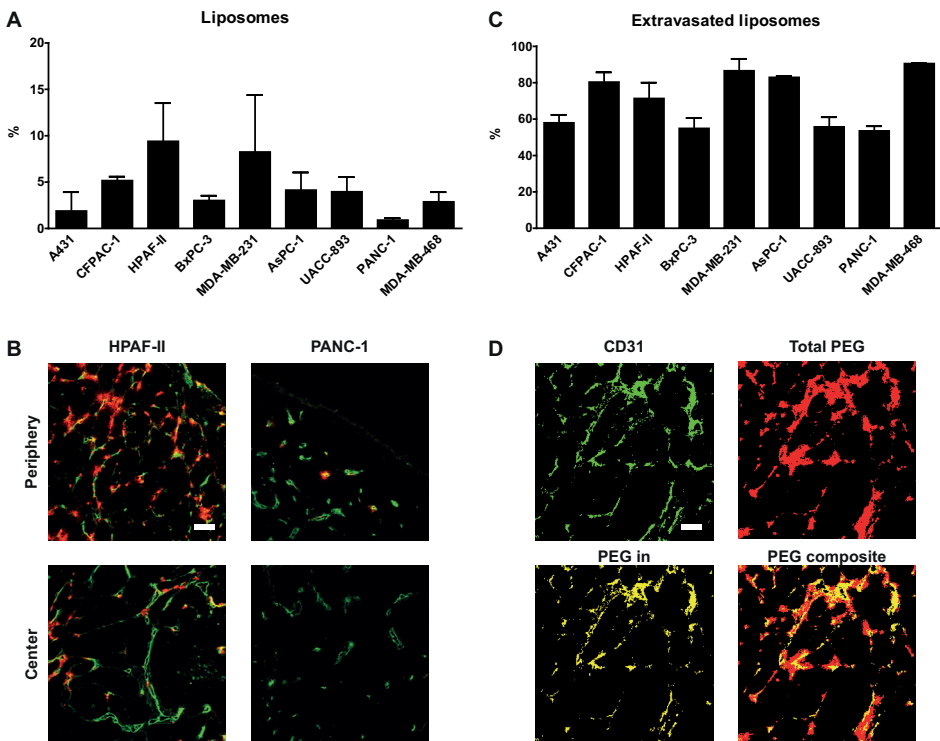 A
Liposomes
20
15
10
5
0
%
A431
CFPAC-1
HPAF-II
BxPC-3
MDA-MB-231
AsPC-1
UACC-893
PANC-1
MDA-MB-468
C
Extravasated liposomes
100
80
60
40
20
0
%
A431
CFPAC-1
HPAF-II
BxPC-3
MDA-MB-231
AsPC-1
UACC-893
PANC-1
MDA-MB-468
B
HPAF-II
PANC-1
Periphery
Center
D
CD31
Total PEG
PEG in
PEG composite